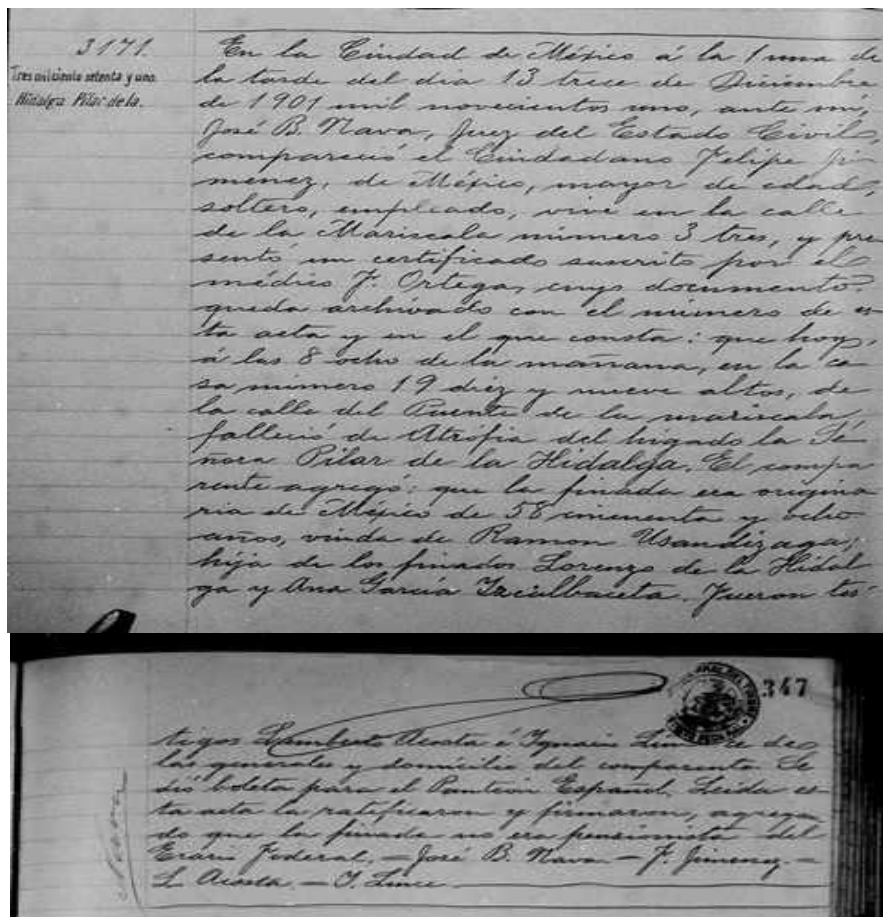 3171.
Tres mil ciento setenta y uno.
Hidalga Pilar de la.
En la Ciudad de México á la 1 una de
la tarde del dia 13 trece de Diciembre
de 1901 mil novecientos uno, ante mí,
José B. Nava, Juez del Estado Civil,
compareció el Ciudadano Felipe Ji
menez, de México, mayor de edad,
soltero, empleado, vive en la calle
de la Mariscala número 3 tres, y pre
sentó un certificado suscrito por el
médico F. Ortega, cuyo documento
queda archivado con el número de es
ta acta y en el que consta: que hoy,
á las 8 ocho de la mañana, en la ca
sa numero 19 diez y nueve altos, de
la calle del Puente de la mariscala,
falleció de Atrófia del higado la Se
ñora Pilar de la Hidalga. El compa
rente agregó: que la finada era origina
ria de México de 58 cincuenta y ocho
años, viuda de Ramon Usandizaga,
hija de los finados Lorenzo de la Hidal
ga y Ana García Izcalbaceta. Fueron tes
347
tigos Lamberto Acosta é Ygnacio Lince de
las generales y domicilio del comparente Se
dió boleta para el Panteón Español. Leida es
ta acta la ratificaron y firmaron, agregan
do que la finada no era pensionista del
Erario Federal. — José B. Nava — F. Jimenez. —
L. Acosta. — I. Lince.